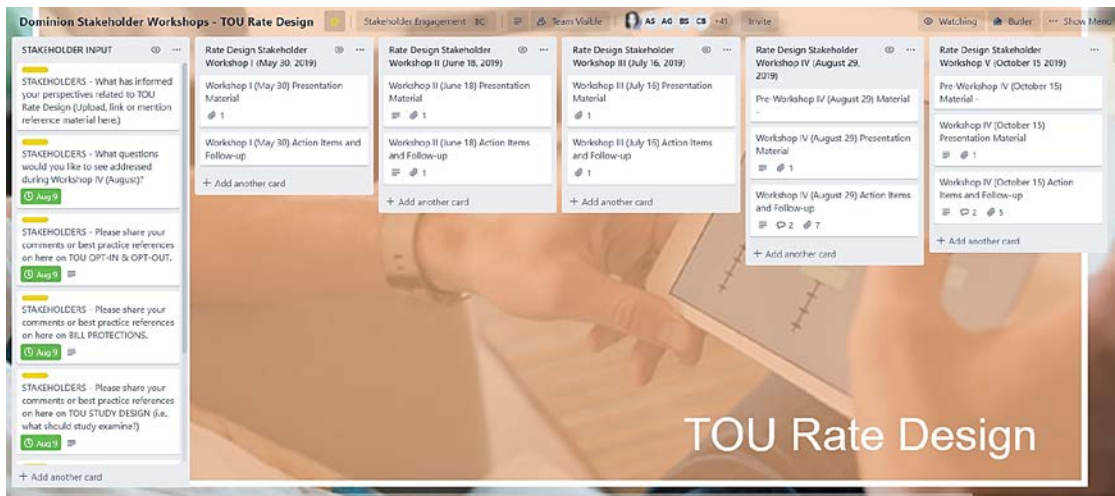 Dominion Stakeholder Workshops - TOU Rate Design
Stakeholder Engagement BC
Team Visible
AS AG BS CB +41
Invite
Watching
Butler
... Show Menu
STAKEHOLDER INPUT
STAKEHOLDERS - What has informed
your perspectives related to TOU
Rate Design (Upload, link or mention
reference material here.)
STAKEHOLDERS - What questions
would you like to see addressed
during Workshop IV (August)?
Aug 9
STAKEHOLDERS - Please share your
comments or best practice references
on here on TOU OPT-IN & OPT-OUT.
Aug 9
STAKEHOLDERS - Please share your
comments or best practice references
on here on BILL PROTECTIONS.
Aug 9
STAKEHOLDERS - Please share your
comments or best practice references
on here on TOU STUDY DESIGN (i.e.,
what should study examine?)
Aug 9
+ Add another card
Rate Design Stakeholder
Workshop I (May 30, 2019)
Workshop I (May 30) Presentation
Material
1
Workshop I (May 30) Action Items and
Follow-up
+ Add another card
Rate Design Stakeholder
Workshop II (June 18, 2019)
Workshop II (June 18) Presentation
Material
1
Workshop II (June 18) Action Items
and Follow-up
1
+ Add another card
Rate Design Stakeholder
Workshop III (July 16, 2019)
Workshop III (July 16) Presentation
Material
1
Workshop III (July 16) Action Items
and Follow-up
1
+ Add another card
Rate Design Stakeholder
Workshop IV (August 29,
2019)
Pre-Workshop IV (August 29) Material
-
Workshop IV (August 29) Presentation
Material
1
Workshop IV (August 29) Action Items
and Follow-up
2 7
+ Add another card
Rate Design Stakeholder
Workshop V (October 15 2019)
Pre-Workshop IV (October 15)
Material -
Workshop IV (October 15)
Presentation Material
1
Workshop IV (October 15) Action
Items and Follow-up
2 5
+ Add another card
TOU Rate Design